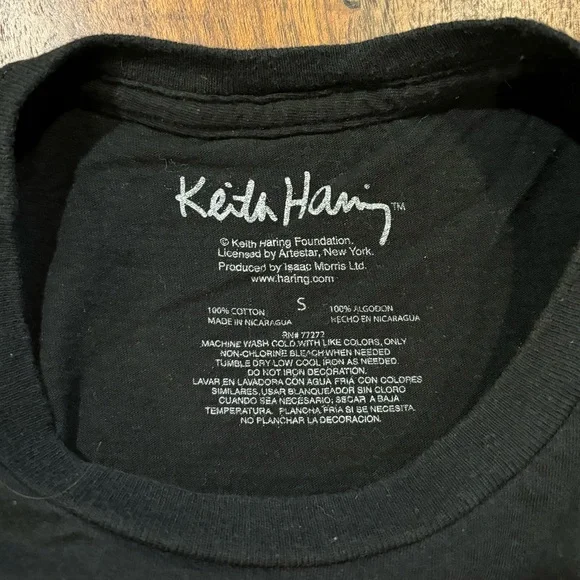 Keith Haring™
© Keith Haring Foundation.
Licensed by Artestar, New York.
Produced by Isaac Morris Ltd.
www.haring.com
S
100% COTTON 100% ALGODON
MADE IN NICARAGUA HECHO EN NICARAGUA
RN# 77277
MACHINE WASH COLD, WITH LIKE COLORS, ONLY
NON-CHLORINE BLEACH WHEN NEEDED
TUMBLE DRY LOW COOL IRON AS NEEDED.
DO NOT IRON DECORATION.
LAVAR EN LAVADORA CON AGUA FRIA CON COLORES
SIMILARES, USAR BLANQUEADOR SIN CLORO
CUANDO SEA NECESARIO; SECAR A BAJA
TEMPERATURA. PLANCHA FRIA SI SE NECESITA.
NO PLANCHAR LA DECORACIÓN.